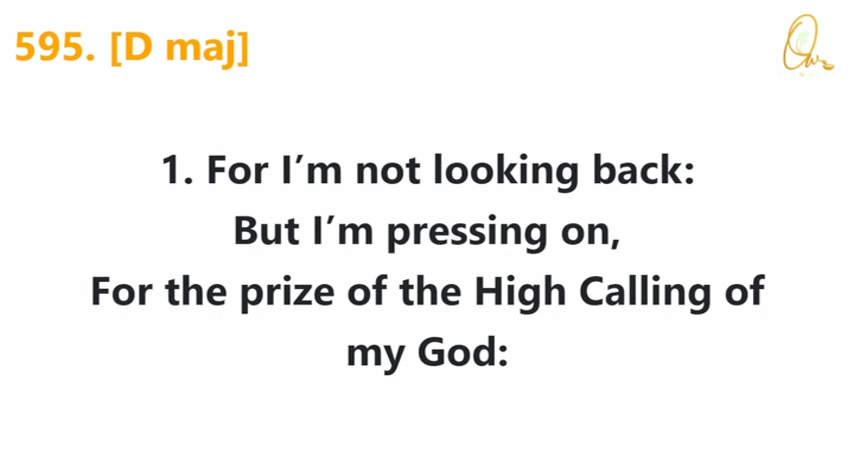 595. [D maj]
1. For I’m not looking back:
But I’m pressing on,
For the prize of the High Calling of
my God: